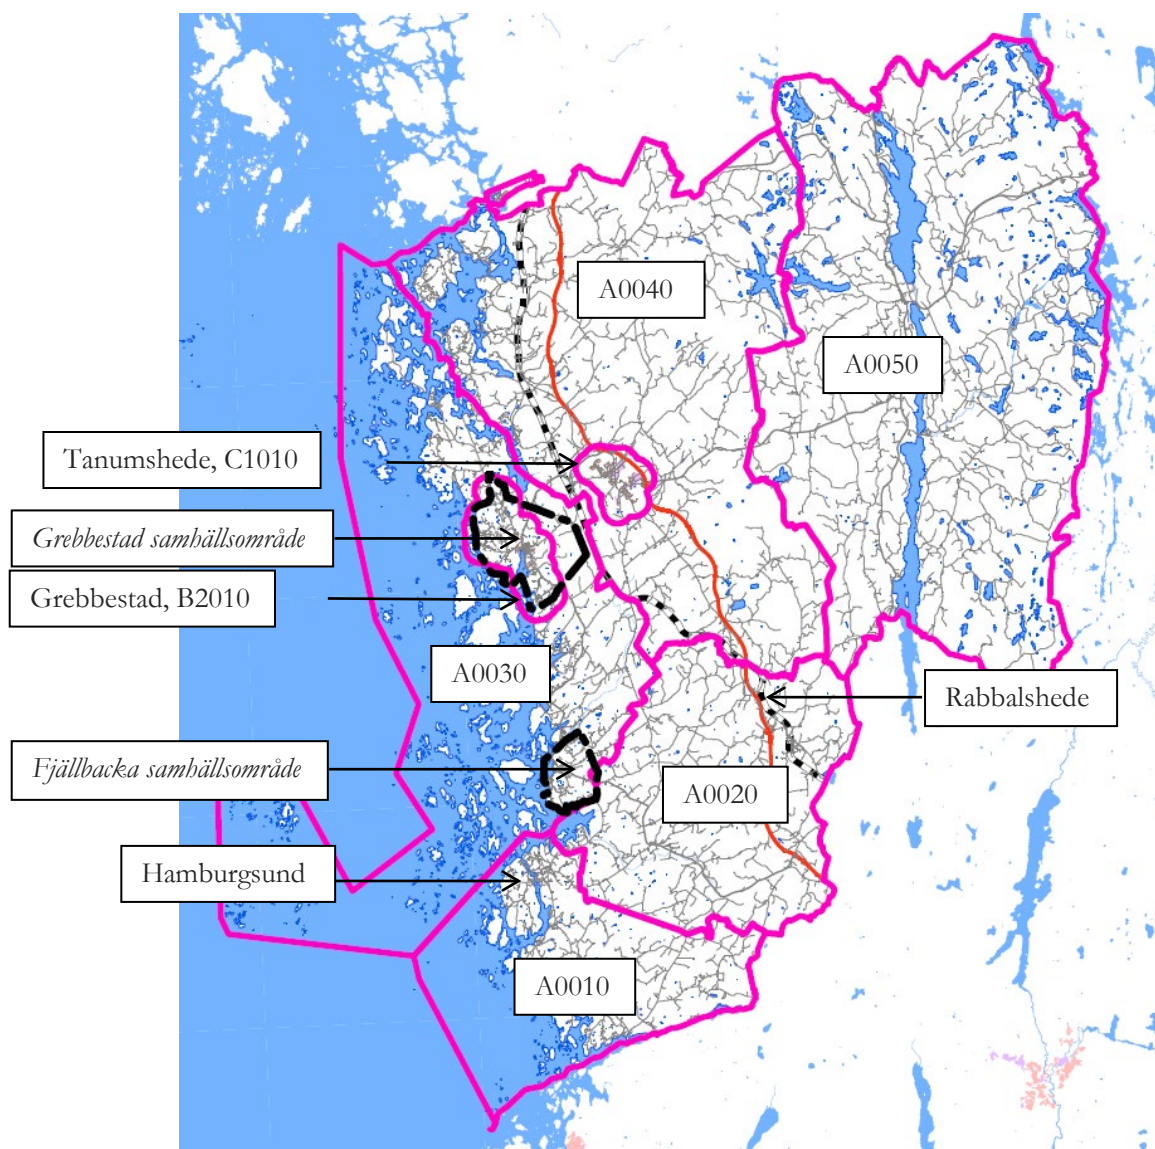 A0040
A0050
Tanumshede, C1010
Grebbestad samhällsområde
Grebbestad, B2010
A0030
Rabbalshede
Fjällbacka samhällsområde
A0020
Hamburgsund
A0010